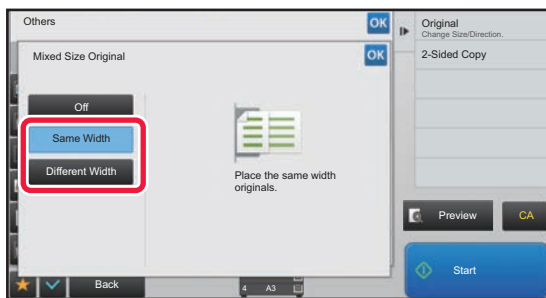 Others
OK
Original
Change Size/Direction.
Mixed Size Original
OK
2-Sided Copy
Off
Same Width
Different Width
Place the same width
originals.
Preview
CA
Start
Back
4 A3